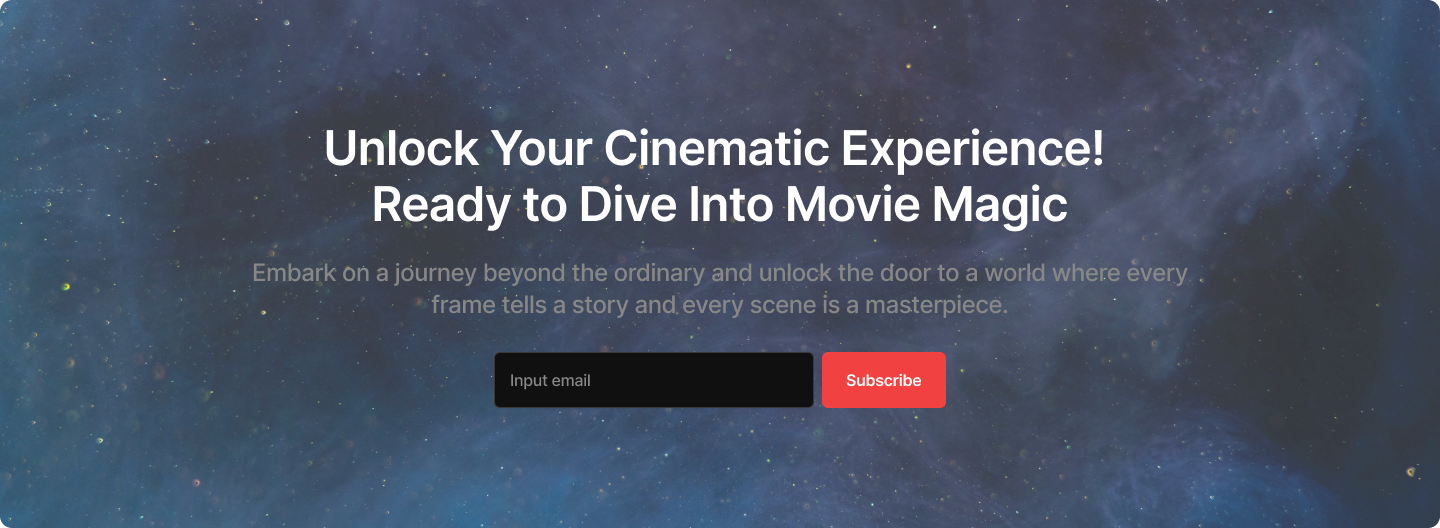 Unlock Your Cinematic Experience!
Ready to Dive Into Movie Magic
Embark on a journey beyond the ordinary and unlock the door to a world where every
frame tells a story and every scene is a masterpiece.
Input email
Subscribe